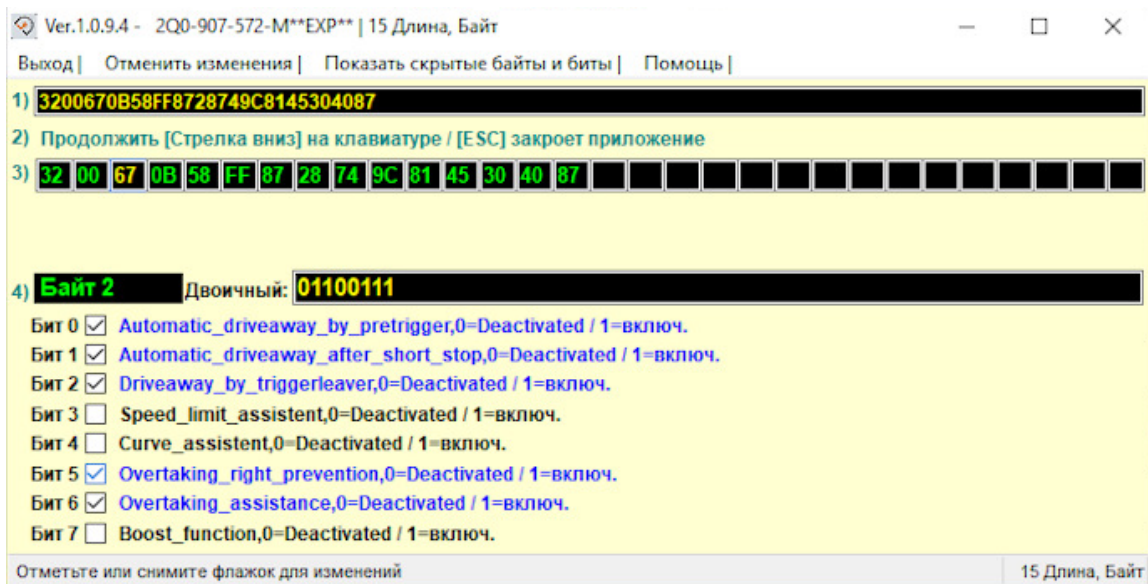 Ver.1.0.9.4 - 2Q0-907-572-M**EXP** | 15 Длина, Байт
Выход | Отменить изменения | Показать скрытые байты и биты | Помощь |
1) 3200670B58FF8728749C8145304087
2) Продолжить [Стрелка вниз] на клавиатуре / [ESC] закроет приложение
3) 32 00 67 0B 58 FF 87 28 74 9C 81 45 30 40 87
4) Байт 2 Двоичный: 01100111
Бит 0 Automatic_driveaway_by_pretrigger,0=Deactivated / 1=включ.
Бит 1 Automatic_driveaway_after_short_stop,0=Deactivated / 1=включ.
Бит 2 Driveaway_by_triggerleaver,0=Deactivated / 1=включ.
Бит 3 Speed_limit_assistent,0=Deactivated / 1=включ.
Бит 4 Curve_assistent,0=Deactivated / 1=включ.
Бит 5 Overtaking_right_prevention,0=Deactivated / 1=включ.
Бит 6 Overtaking_assistance,0=Deactivated / 1=включ.
Бит 7 Boost_function,0=Deactivated / 1=включ.
Отметьте или снимите флажок для изменений 15 Длина, Байт